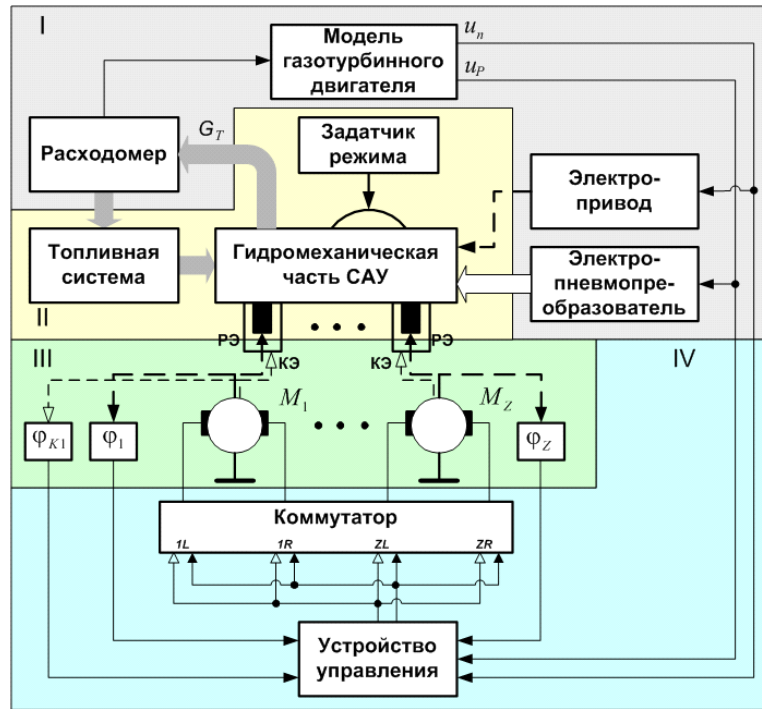 I
Модель
газотурбинного
двигателя
u_n
u_P
Расходомер
G_T
Задатчик
режима
Электро-
привод
Топливная
система
Гидромеханическая
часть САУ
Электро-
пневмопре-
образователь
II
РЭ
КЭ
• • •
КЭ
РЭ
III
IV
M_1
• • •
M_Z
φ_K1
φ_1
φ_Z
Коммутатор
1L
1R
ZL
ZR
Устройство
управления